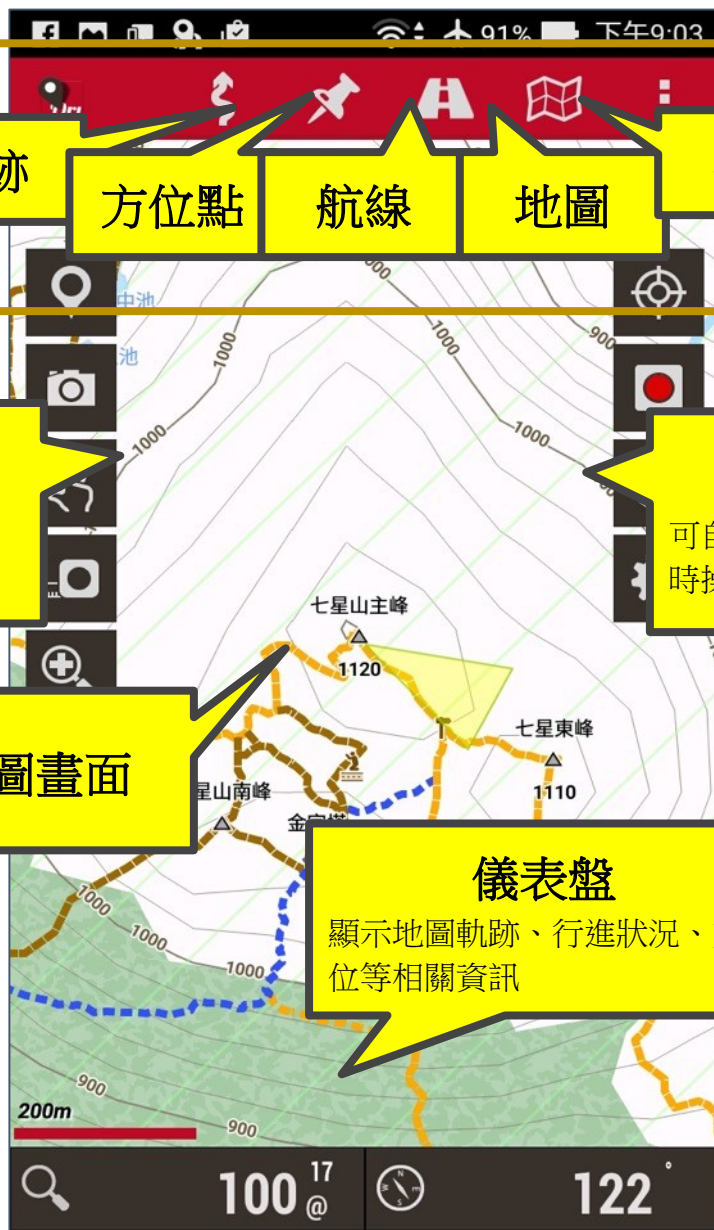 91%
下午9:03
跡
方位點
航線
地圖
中池
池
1000
1000
1000
1000
900
可自
時摸
七星山主峰
1120
七星東峰
1110
圖畫面
星山南峰
儀表盤
顯示地圖軌跡、行進狀況、
位等相關資訊
1000
1000
1000
900
900
200m
100 17 @
122°